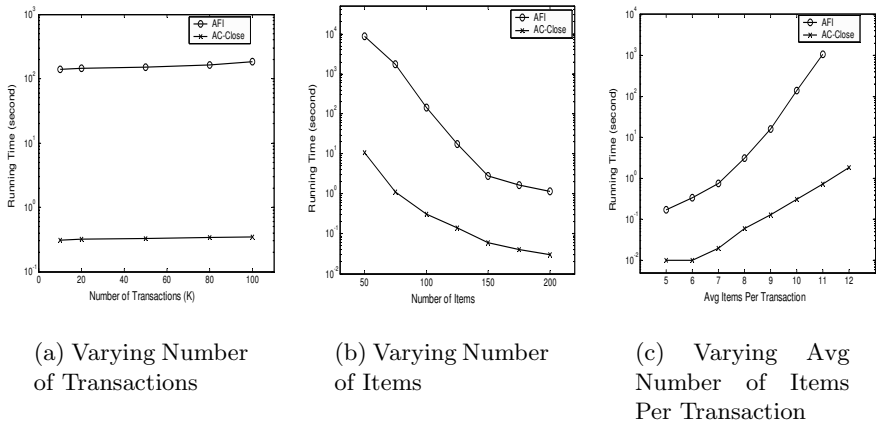 AFI
AC-Close
10^3
10^2
10^1
10^0
10^-1
Running Time (second)
0 20 40 60 80 100
Number of Transactions (K)
AFI
AC-Close
10^4
10^3
10^2
10^1
10^0
10^-1
10^-2
Running Time (second)
50 100 150 200
Number of Items
AFI
AC-Close
10^4
10^3
10^2
10^1
10^0
10^-1
10^-2
Running Time (second)
5 6 7 8 9 10 11 12
Avg Items Per Transaction
(a) Varying Number
of Transactions
(b) Varying Number
of Items
(c) Varying Avg
Number of Items
Per Transaction